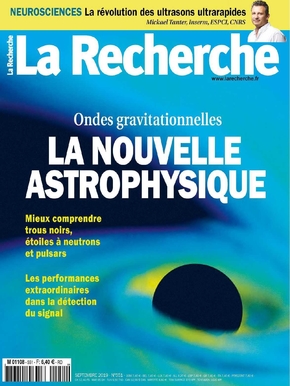 NEUROSCIENCES La révolution des ultrasons ultrarapides
Mickael Tanter, Inserm, ESPCI, CNRS
La Recherche
La Recherche
www.larecherche.fr
Ondes gravitationnelles
LA NOUVELLE
ASTROPHYSIQUE
Mieux comprendre
trous noirs,
étoiles à neutrons
et pulsars
Les performances
extraordinaires
dans la détection
du signal
SEPTEMBRE 2019